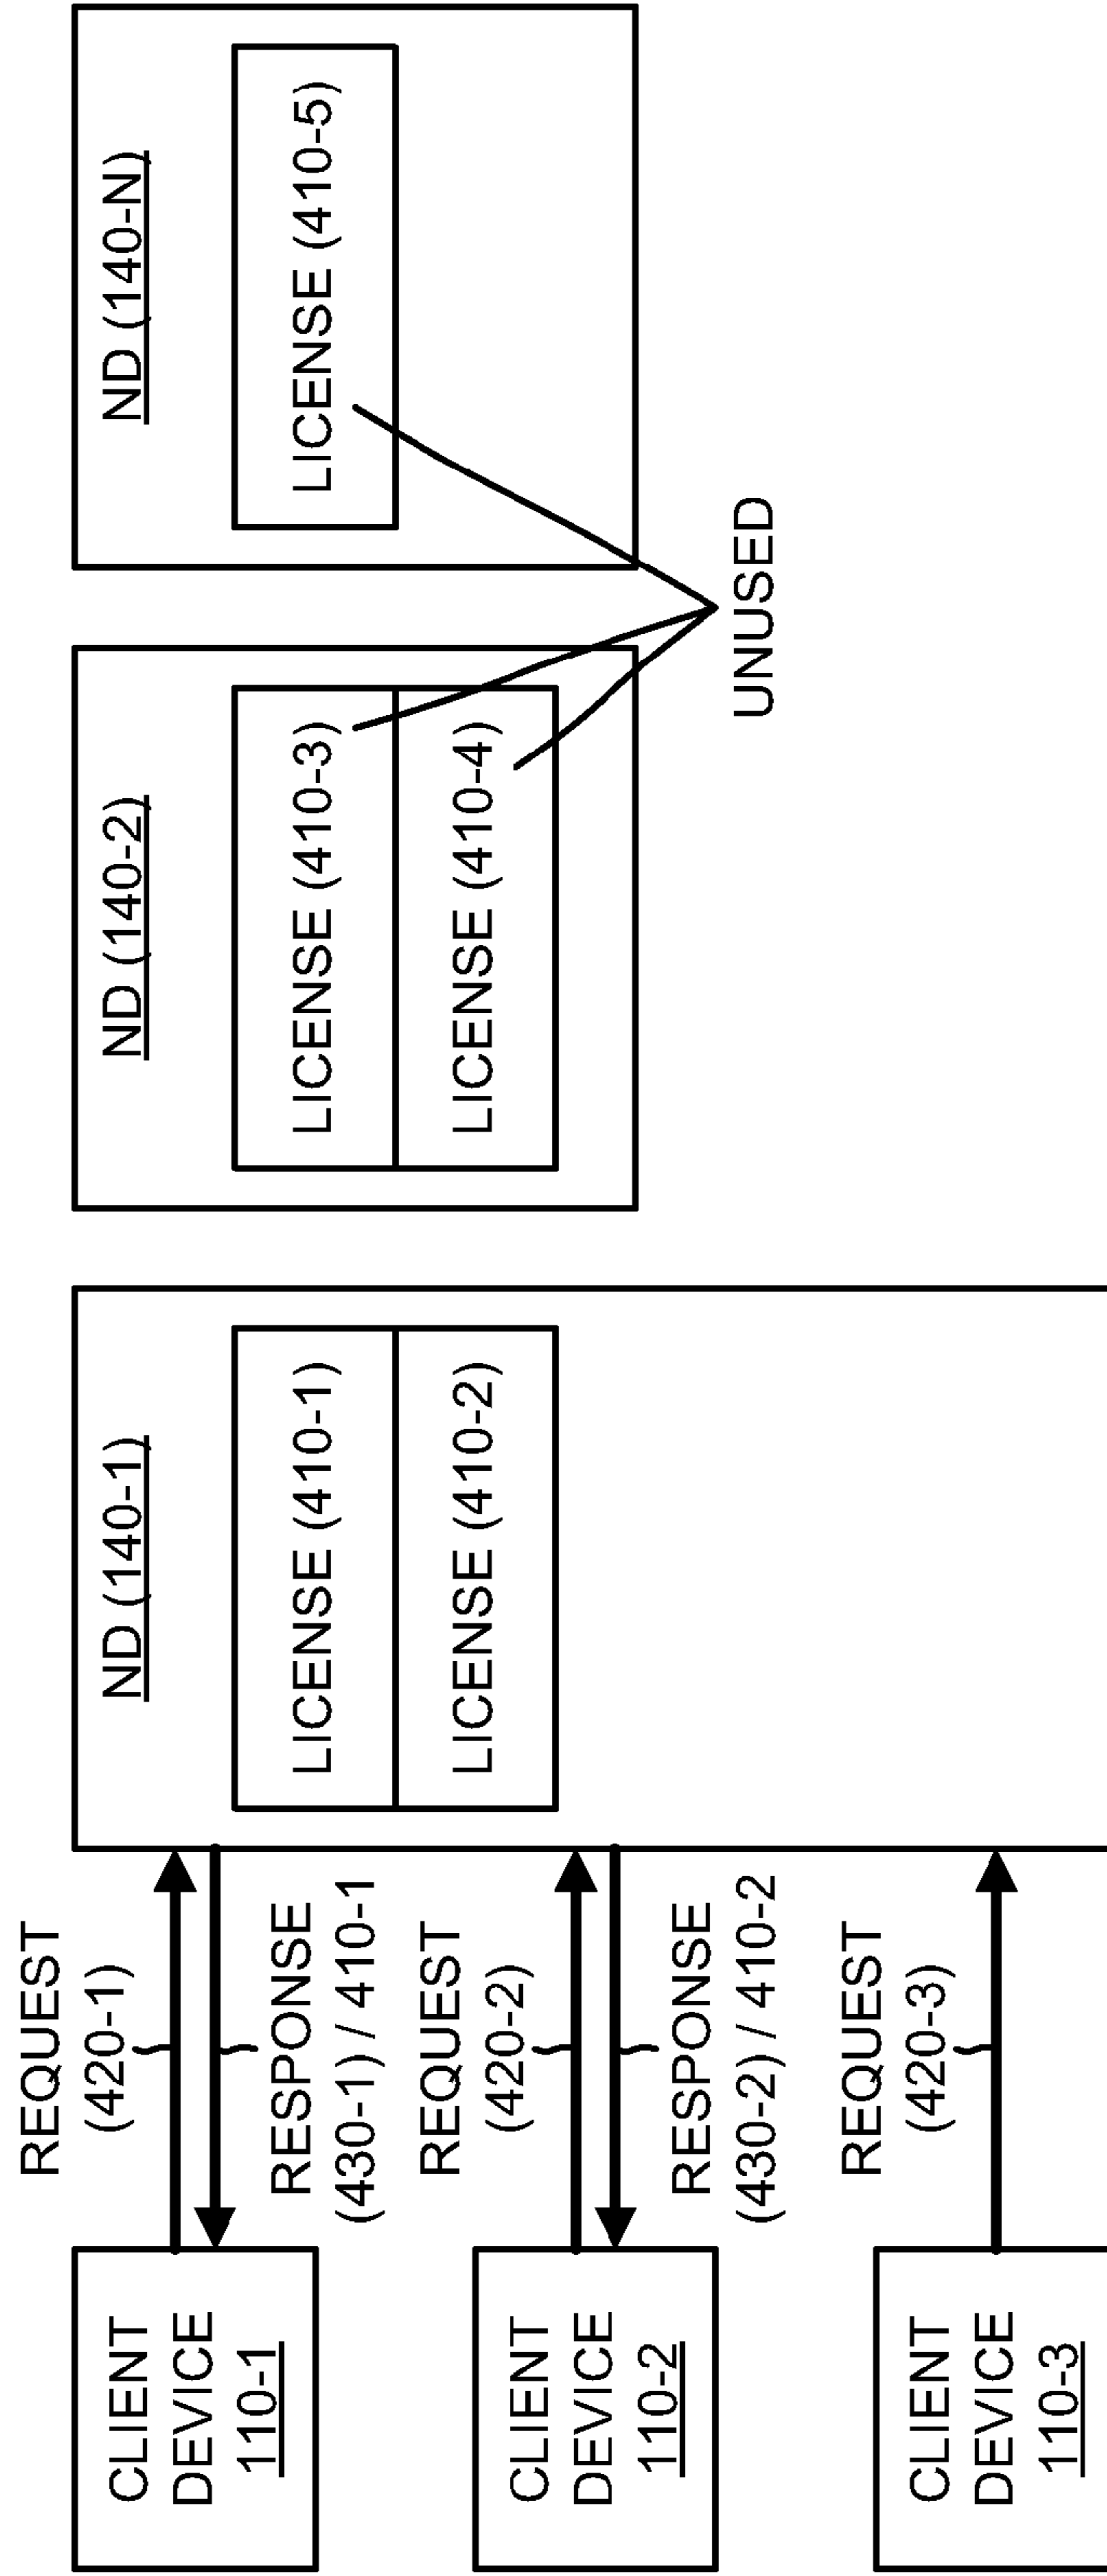 CLIENT
DEVICE
110-1
REQUEST
(420-1)
RESPONSE
(430-1) / 410-1
CLIENT
DEVICE
110-2
REQUEST
(420-2)
RESPONSE
(430-2) / 410-2
CLIENT
DEVICE
110-3
REQUEST
(420-3)
ND (140-1)
LICENSE (410-1)
LICENSE (410-2)
ND (140-2)
LICENSE (410-3)
LICENSE (410-4)
ND (140-N)
LICENSE (410-5)
UNUSED